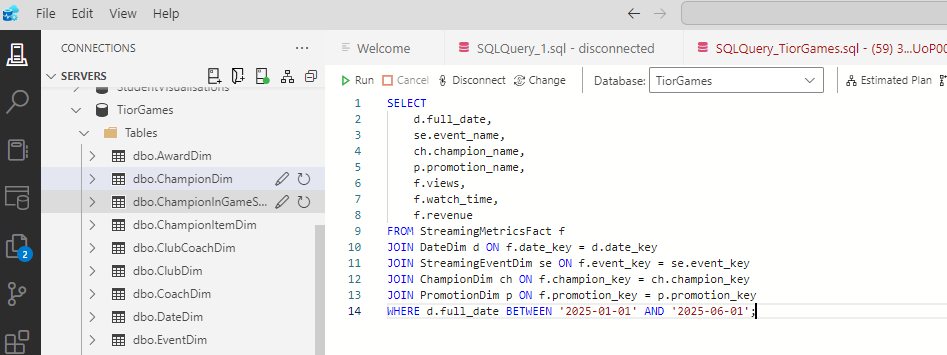 File Edit View Help
CONNECTIONS ...
SERVERS
StudentVisualisations
TiorGames
Tables
dbo.AwardDim
dbo.ChampionDim
dbo.ChampionInGameS...
dbo.ChampionItemDim
dbo.ClubCoachDim
dbo.ClubDim
dbo.CoachDim
dbo.DateDim
dbo.EventDim
2
Welcome SQLQuery_1.sql - disconnected SQLQuery_TiorGames.sql - (59) 3...UoP00
Run Cancel Disconnect Change Database: TiorGames Estimated Plan
1 SELECT
2 d.full_date,
3 se.event_name,
4 ch.champion_name,
5 p.promotion_name,
6 f.views,
7 f.watch_time,
8 f.revenue
9 FROM StreamingMetricsFact f
10 JOIN DateDim d ON f.date_key = d.date_key
11 JOIN StreamingEventDim se ON f.event_key = se.event_key
12 JOIN ChampionDim ch ON f.champion_key = ch.champion_key
13 JOIN PromotionDim p ON f.promotion_key = p.promotion_key
14 WHERE d.full_date BETWEEN '2025-01-01' AND '2025-06-01';